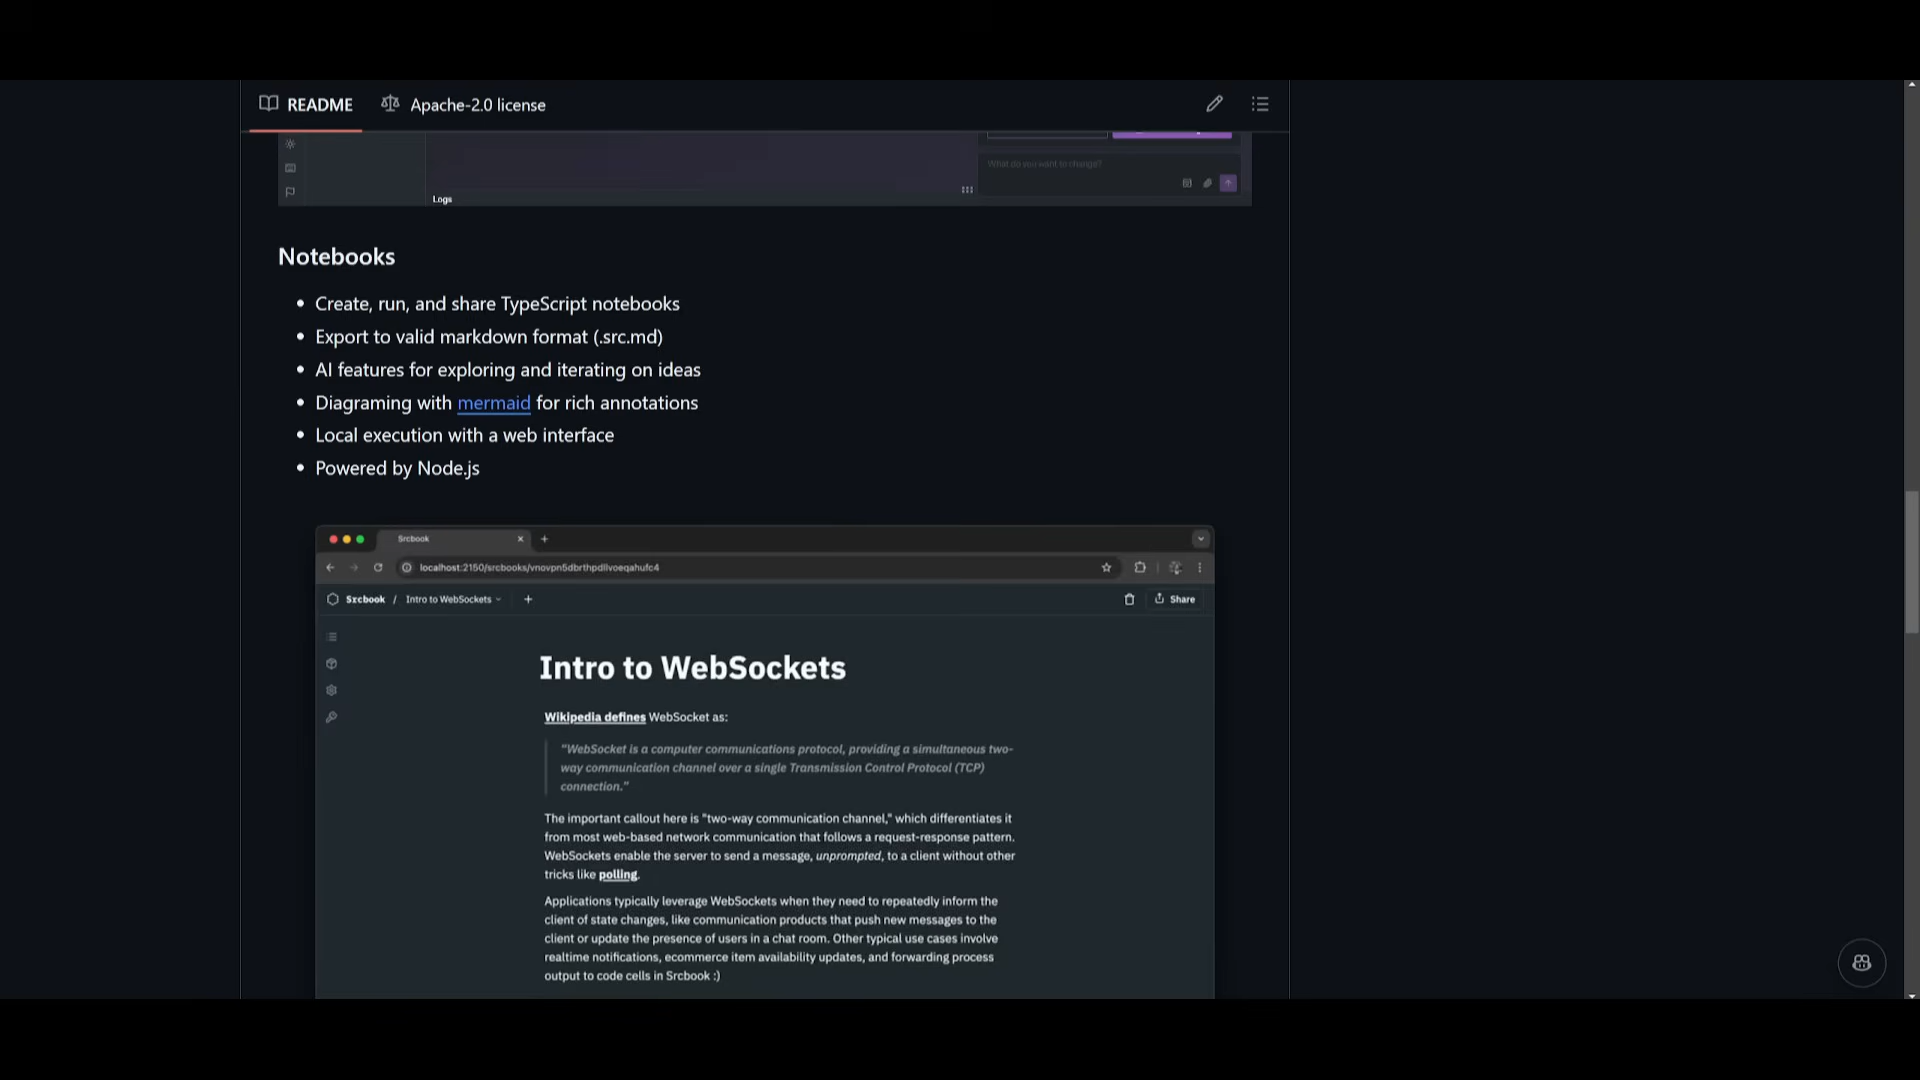 README
Apache-2.0 license
What do you want to change?
Logs
Notebooks
Create, run, and share TypeScript notebooks
Export to valid markdown format (.src.md)
AI features for exploring and iterating on ideas
Diagraming with mermaid for rich annotations
Local execution with a web interface
Powered by Node.js
Srcbook
localhost:2150/srcbooks/vnovpn5dbrthpdllvoeqahufc4
Srcbook / Intro to WebSockets
Share
Intro to WebSockets
Wikipedia defines WebSocket as:
"WebSocket is a computer communications protocol, providing a simultaneous two-
way communication channel over a single Transmission Control Protocol (TCP)
connection."
The important callout here is "two-way communication channel," which differentiates it
from most web-based network communication that follows a request-response pattern.
WebSockets enable the server to send a message, unprompted, to a client without other
tricks like polling.
Applications typically leverage WebSockets when they need to repeatedly inform the
client of state changes, like communication products that push new messages to the
client or update the presence of users in a chat room. Other typical use cases involve
realtime notifications, ecommerce item availability updates, and forwarding process
output to code cells in Srcbook :)